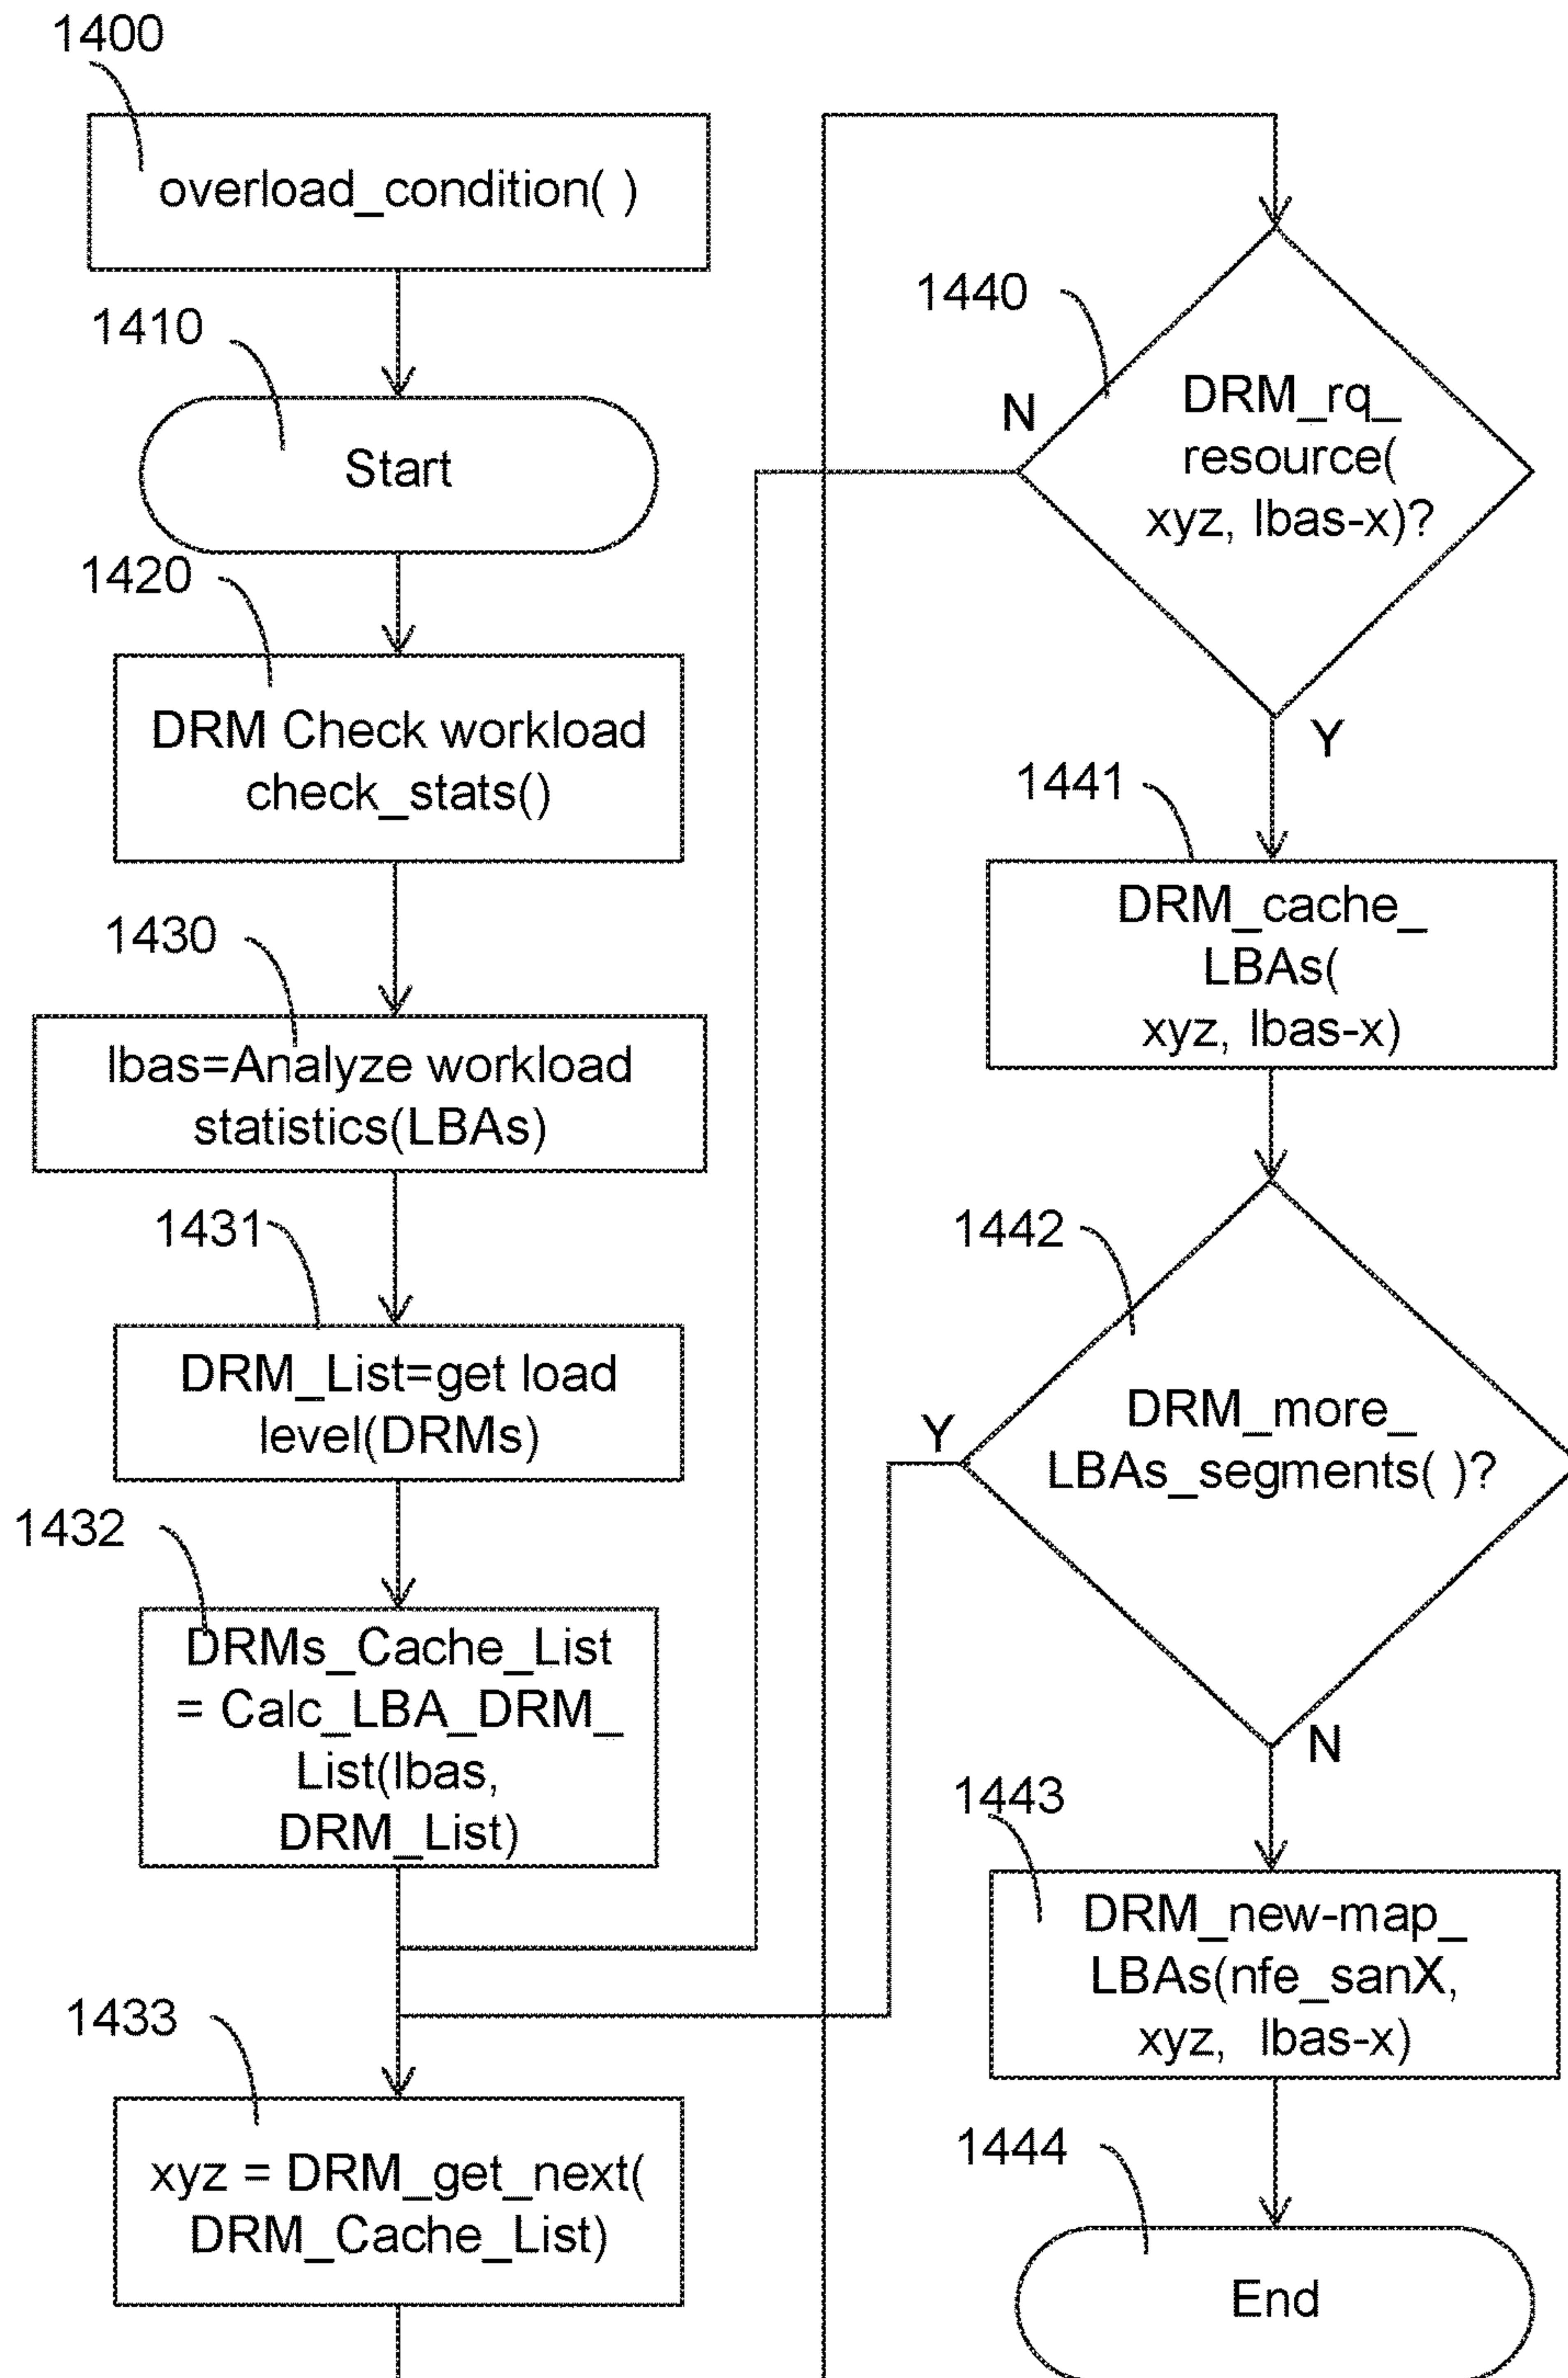 1400
overload_condition( )
1410
Start
1420
DRM Check workload
check_stats()
1430
lbas=Analyze workload
statistics(LBAs)
1431
DRM_List=get load
level(DRMs)
1432
DRMs_Cache_List
= Calc_LBA_DRM_
List(lbas,
DRM_List)
1433
xyz = DRM_get_next(
DRM_Cache_List)
1440
N
DRM_rq_
resource(
xyz, lbas-x)?
Y
1441
DRM_cache_
LBAs(
xyz, lbas-x)
1442
Y
DRM_more_
LBAs_segments( )?
N
1443
DRM_new-map_
LBAs(nfe_sanX,
xyz, lbas-x)
1444
End